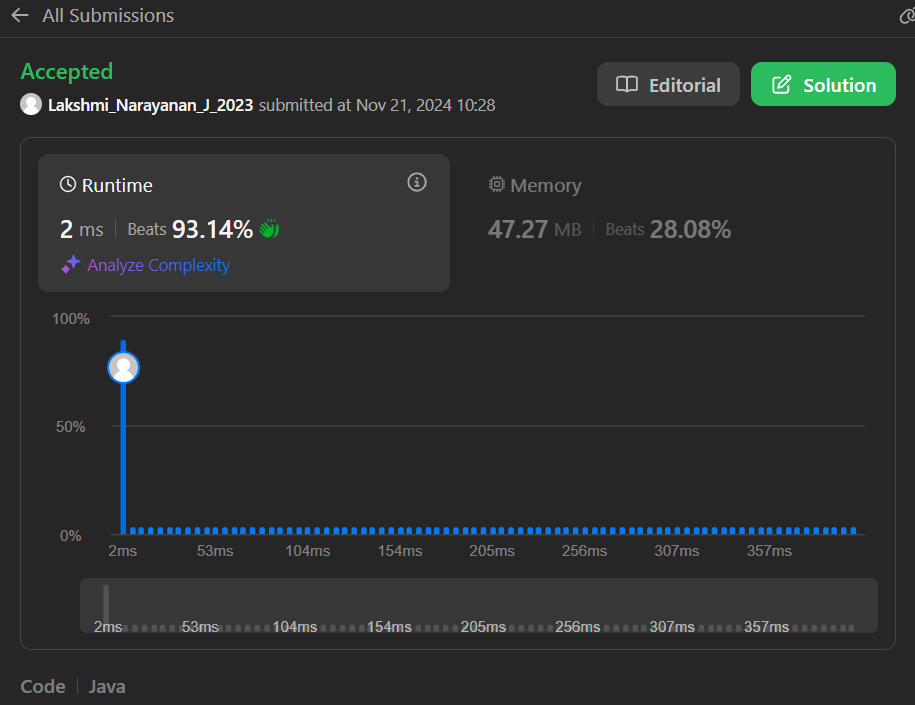 All Submissions
Accepted
Lakshmi_Narayanan_J_2023 submitted at Nov 21, 2024 10:28
Editorial
Solution
Runtime
2 ms Beats 93.14%
Analyze Complexity
Memory
47.27 MB Beats 28.08%
100%
50%
0%
2ms 53ms 104ms 154ms 205ms 256ms 307ms 357ms
2ms 53ms 104ms 154ms 205ms 256ms 307ms 357ms
Code Java